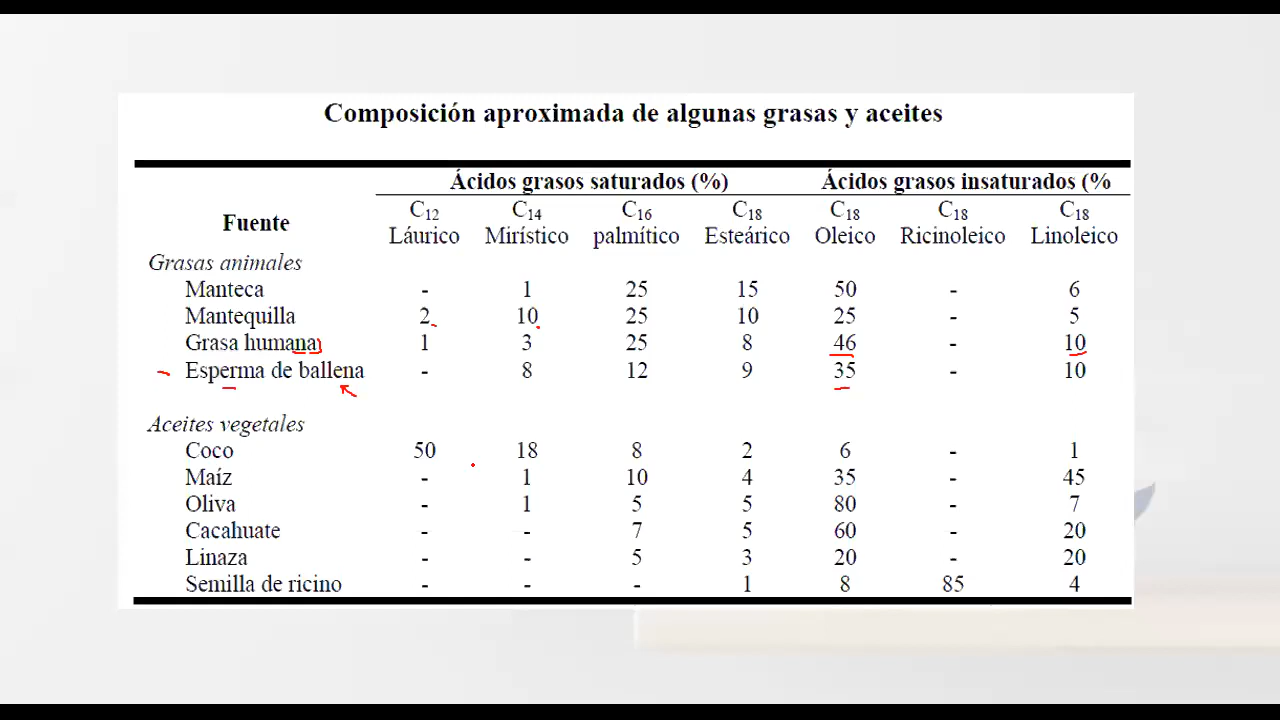 Composición aproximada de algunas grasas y aceites
Ácidos grasos saturados (%) Ácidos grasos insaturados (%
Fuente C12 Láurico C14 Mirístico C16 palmítico C18 Esteárico C18 Oleico C18 Ricinoleico C18 Linoleico
Grasas animales
Manteca - 1 25 15 50 - 6
Mantequilla 2 10 25 10 25 - 5
Grasa humana 1 3 25 8 46 - 10
Esperma de ballena - 8 12 9 35 - 10
Aceites vegetales
Coco 50 18 8 2 6 - 1
Maíz - 1 10 4 35 - 45
Oliva - 1 5 5 80 - 7
Cacahuate - - 7 5 60 - 20
Linaza - - 5 3 20 - 20
Semilla de ricino - - - 1 8 85 4